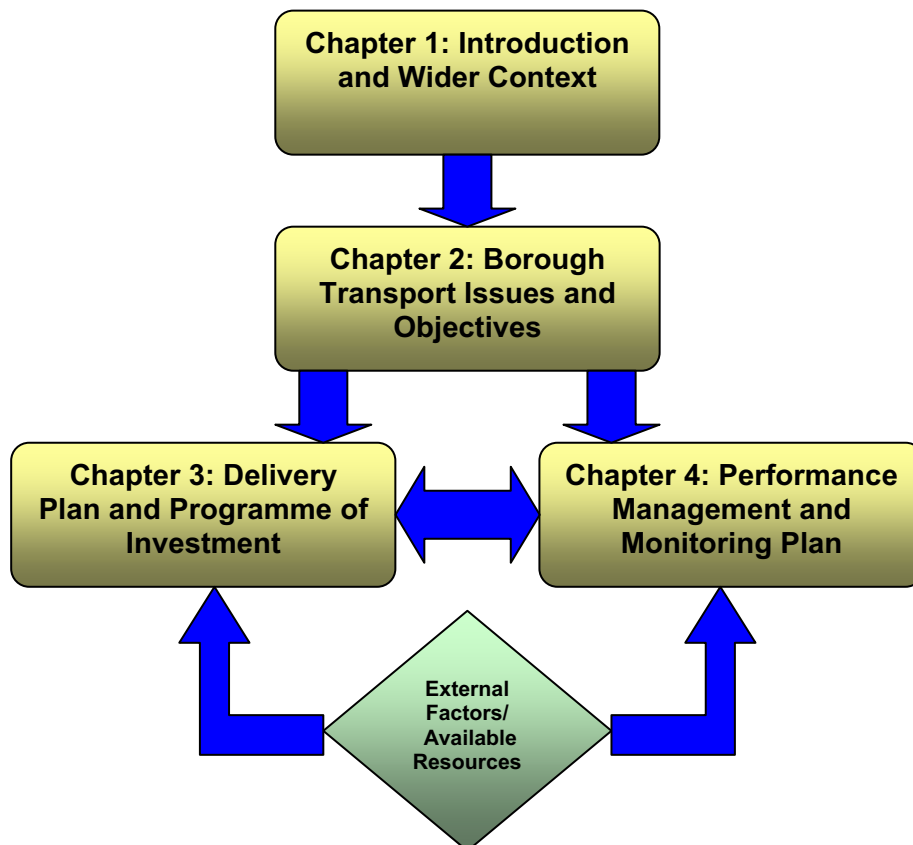 Chapter 1: Introduction
and Wider Context
Chapter 2: Borough
Transport Issues and
Objectives
Chapter 3: Delivery
Plan and Programme of
Investment
Chapter 4: Performance
Management and
Monitoring Plan
External
Factors/
Available
Resources